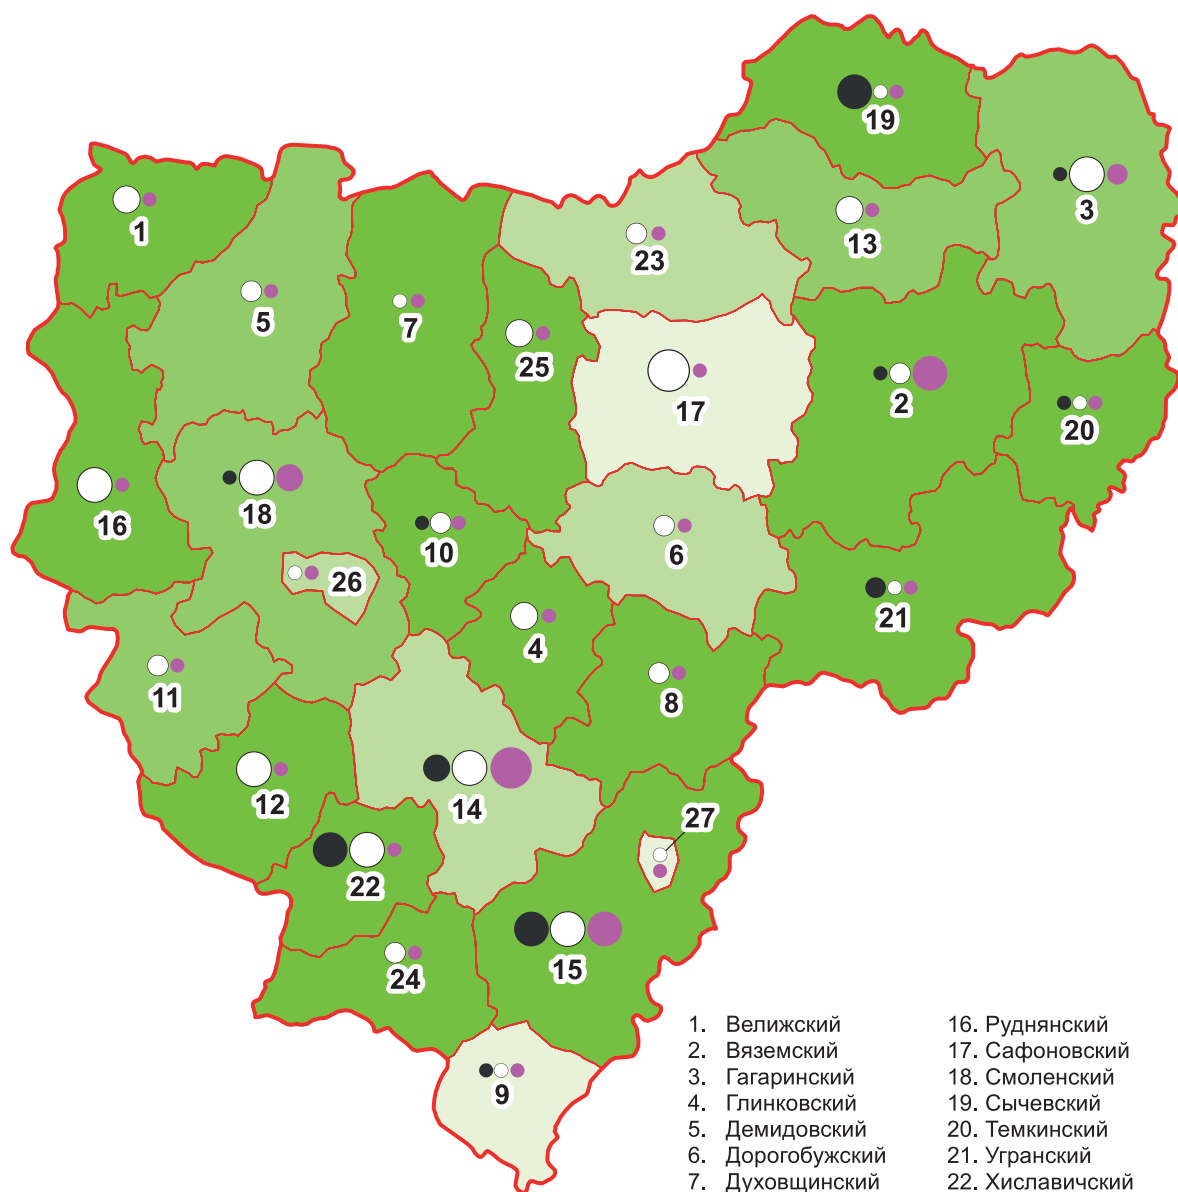 19
3
1
13
23
5
7
25
2
17
20
18
16
10
6
26
21
4
11
8
14
12
27
22
15
24
9
1. Велижский
2. Вяземский
3. Гагаринский
4. Глинковский
5. Демидовский
6. Дорогобужский
7. Духовщинский
16. Руднянский
17. Сафоновский
18. Смоленский
19. Сычевский
20. Темкинский
21. Угранский
22. Хиславичский